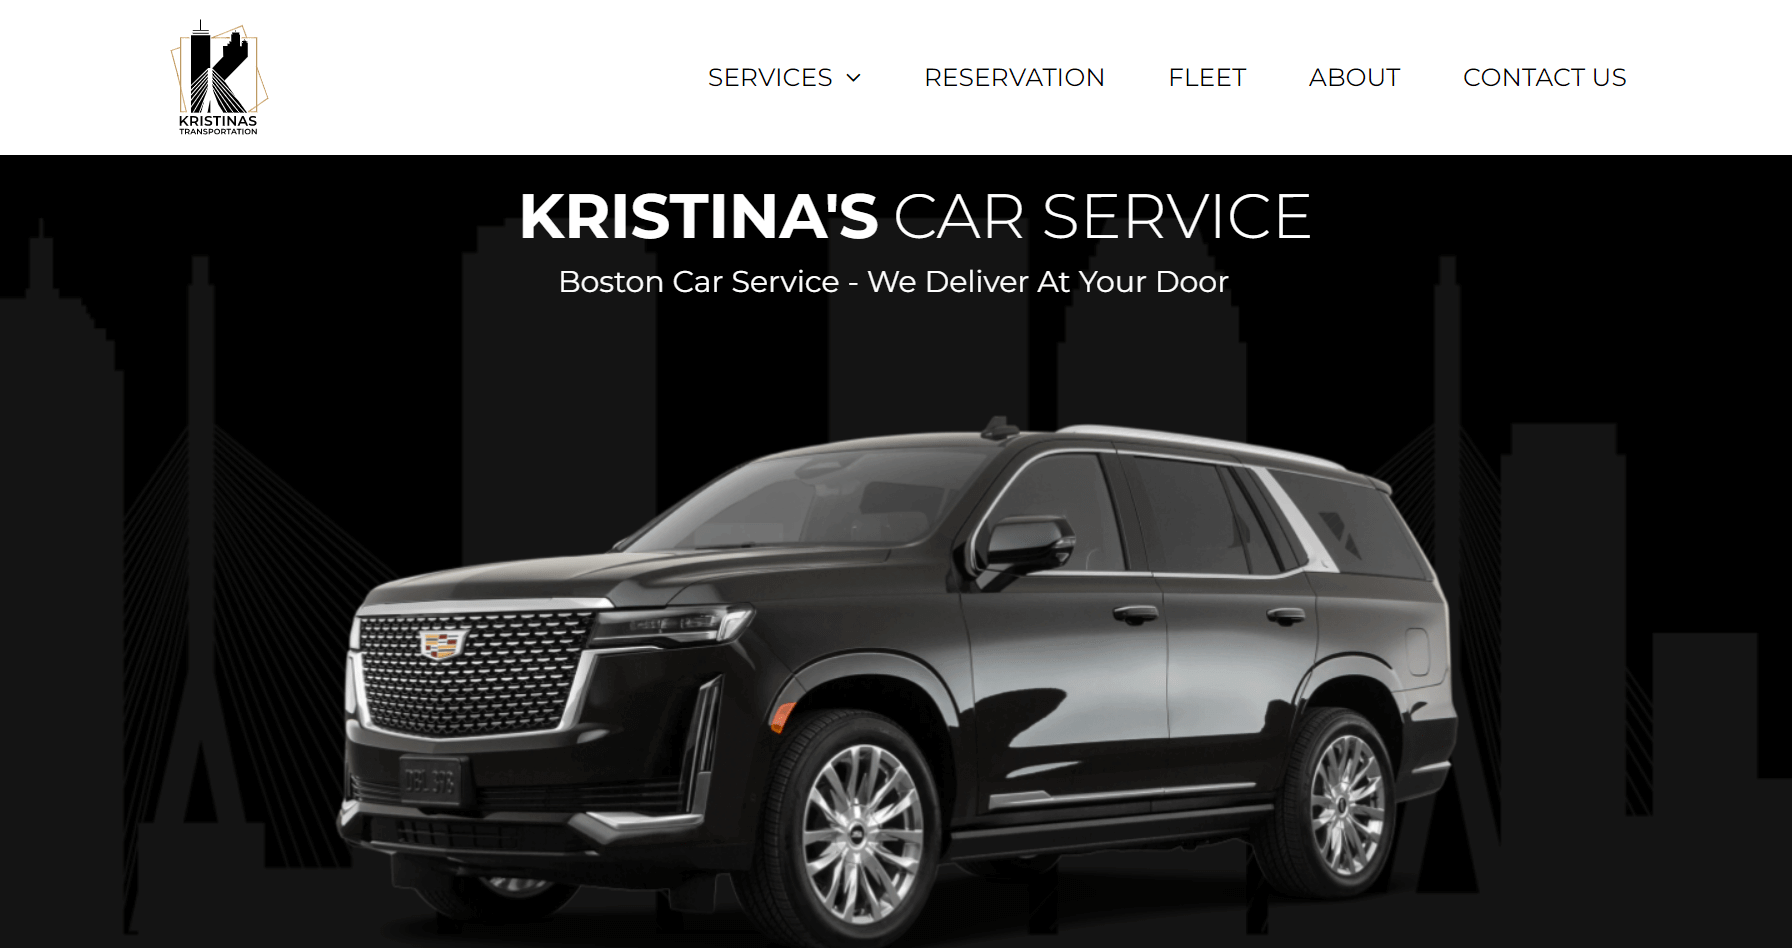 KRISTINAS
TRANSPORTATION
SERVICES
RESERVATION
FLEET
ABOUT
CONTACT US
KRISTINA'S CAR SERVICE
Boston Car Service - We Deliver At Your Door